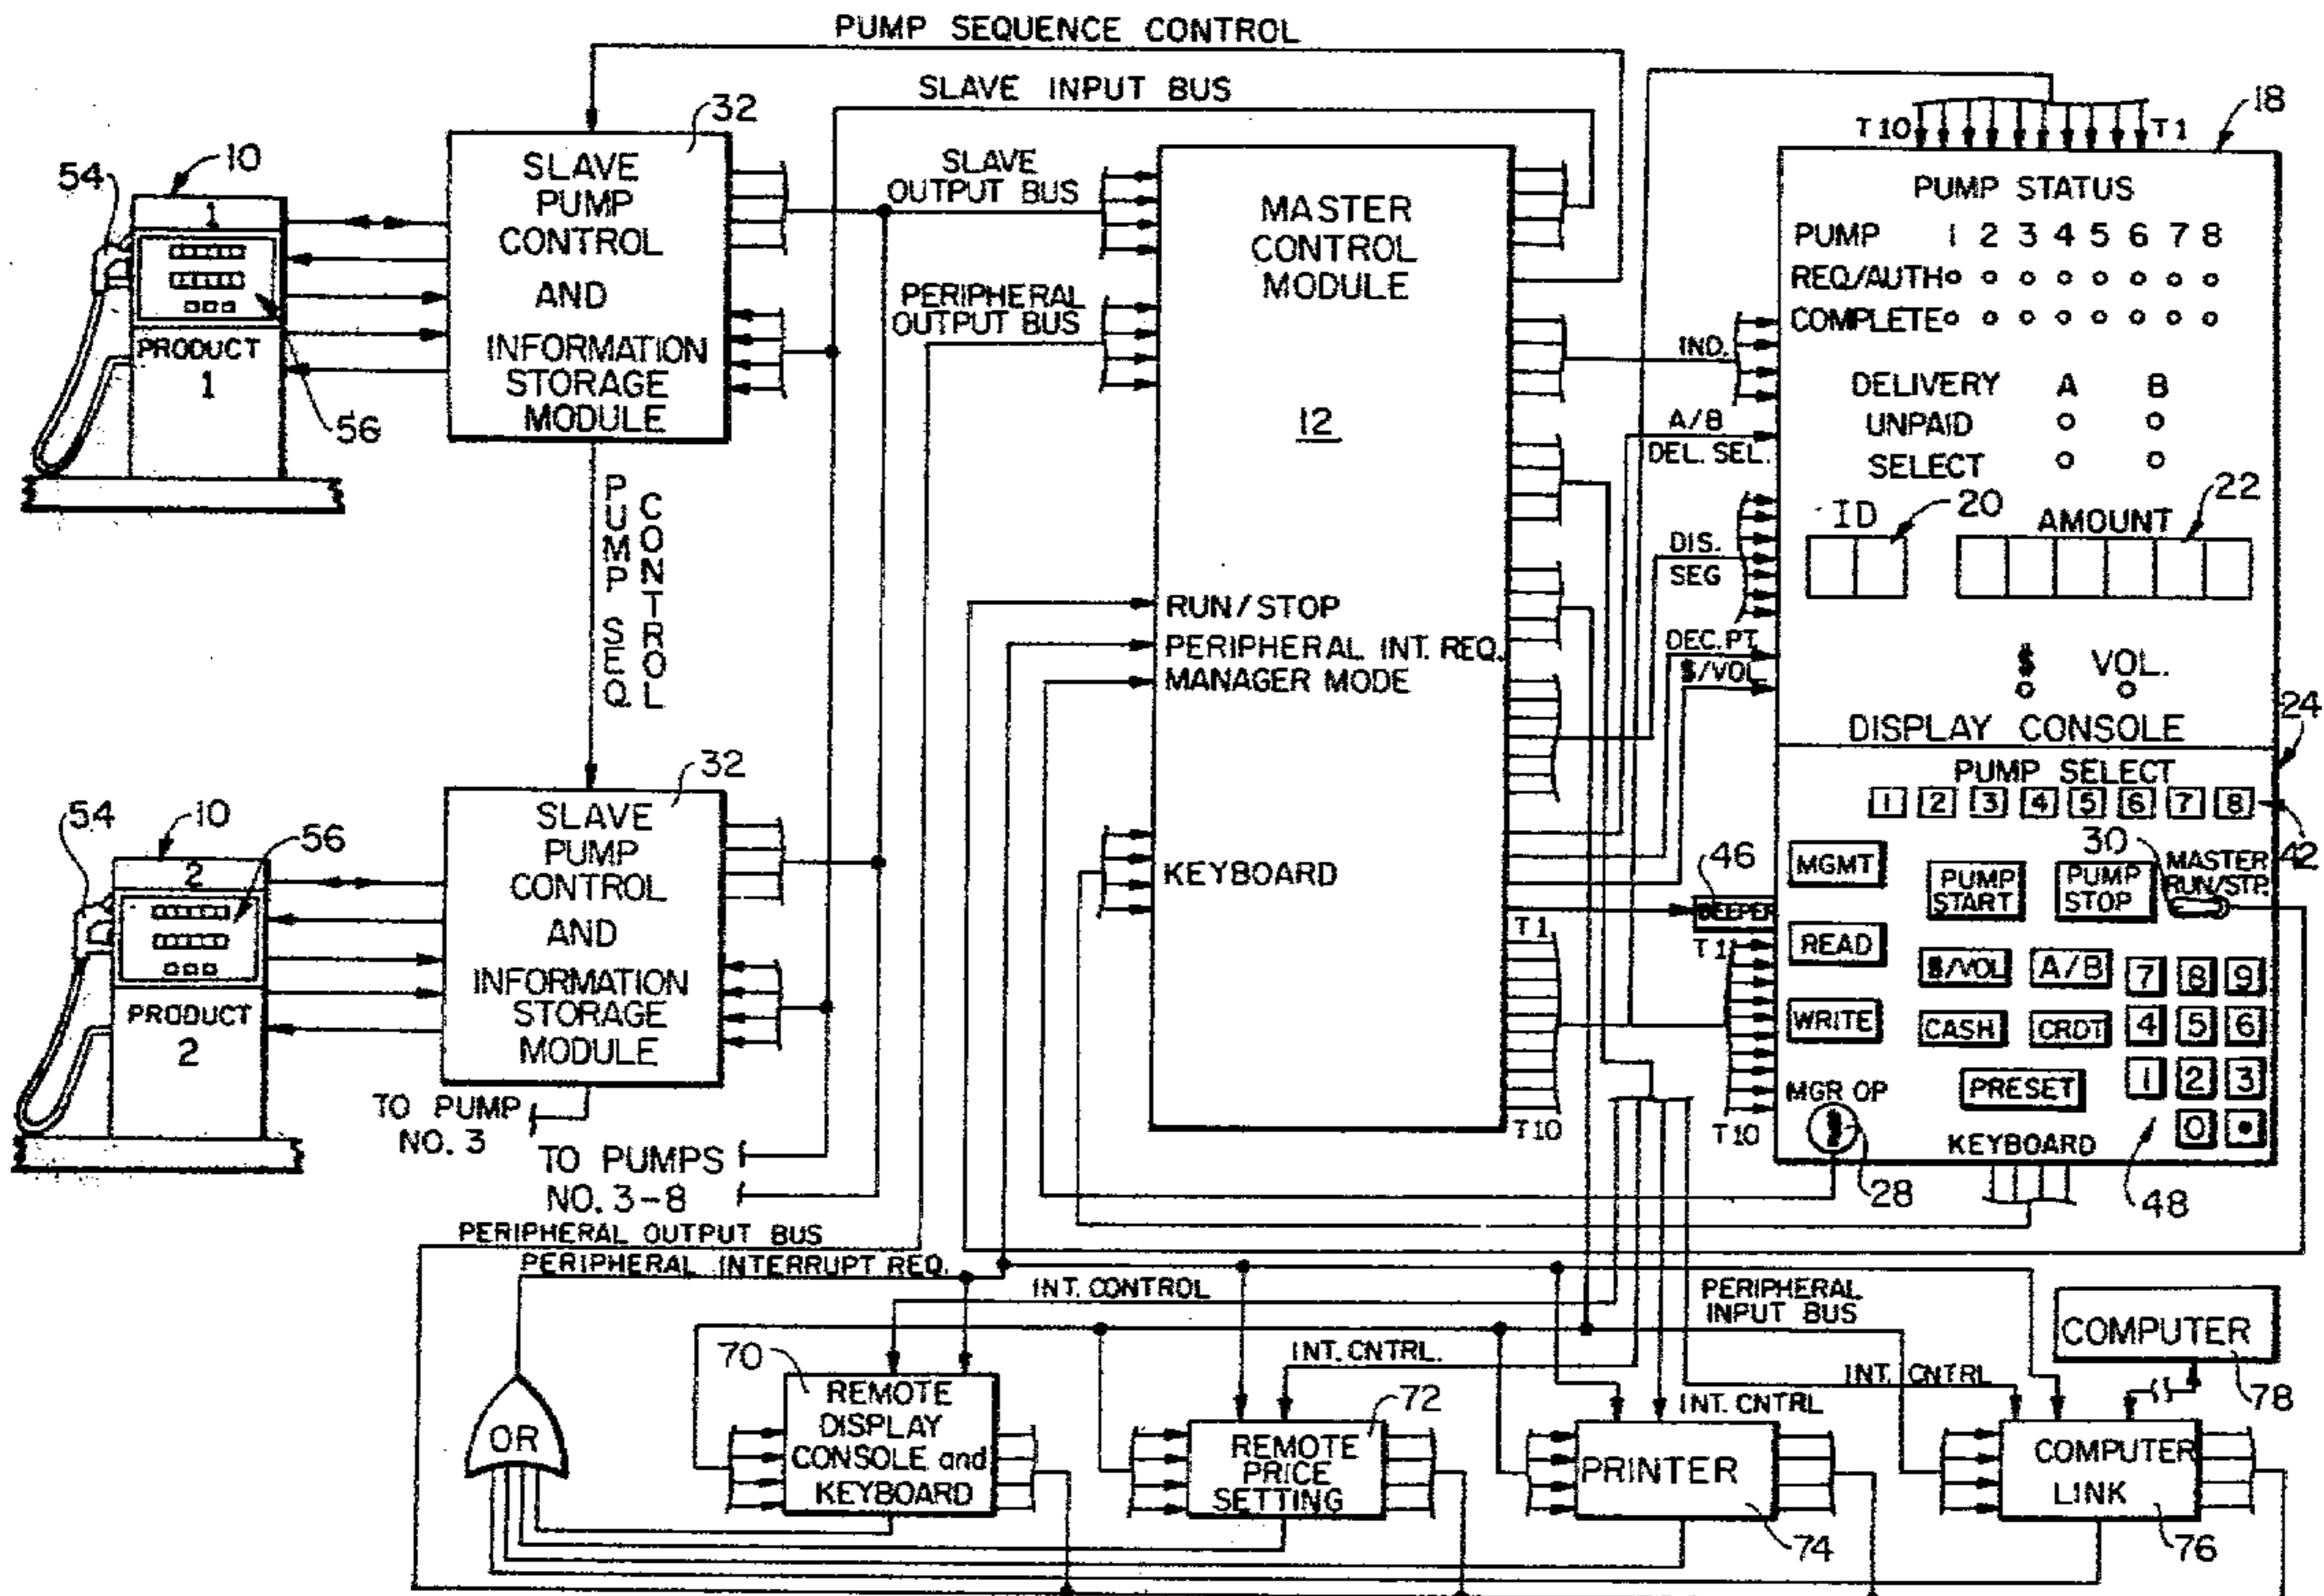 PUMP SEQUENCE CONTROL
SLAVE INPUT BUS
54
10
1
PRODUCT
1
56
32
SLAVE
PUMP
CONTROL
AND
INFORMATION
STORAGE
MODULE
SLAVE
OUTPUT BUS
PERIPHERAL
OUTPUT BUS
PUMP SEQ.
CONTROL
54
10
2
56
PRODUCT
2
32
SLAVE
PUMP
CONTROL
AND
INFORMATION
STORAGE
MODULE
TO PUMP
NO. 3
TO PUMPS
NO. 3-8
MASTER
CONTROL
MODULE
12
RUN/STOP
PERIPHERAL INT. REQ.
MANAGER MODE
KEYBOARD
T1
T10
IND.
A/B
DEL. SEL.
DIS.
SEG
DEC. PT.
$/VOL
46
BEEPER
T1
T10
T10
T1
18
PUMP STATUS
PUMP 1 2 3 4 5 6 7 8
REQ/AUTH
COMPLETE
DELIVERY A B
UNPAID
SELECT
ID 20 AMOUNT 22
$ VOL.
DISPLAY CONSOLE
24
PUMP SELECT
1 2 3 4 5 6 7 8
42
MGMT
PUMP
START
PUMP
STOP
30
MASTER
RUN/STP.
READ
$/VOL A/B 7 8 9
WRITE CASH CRDT 4 5 6
PRESET 1 2 3
MGR OP
0 •
KEYBOARD
28
48
PERIPHERAL OUTPUT BUS
PERIPHERAL INTERRUPT REQ.
INT. CONTROL
PERIPHERAL
INPUT BUS
COMPUTER
78
OR
70
REMOTE
DISPLAY
CONSOLE and
KEYBOARD
INT. CNTRL.
72
REMOTE
PRICE
SETTING
INT. CNTRL
PRINTER
74
INT. CNTRL
COMPUTER
LINK
76